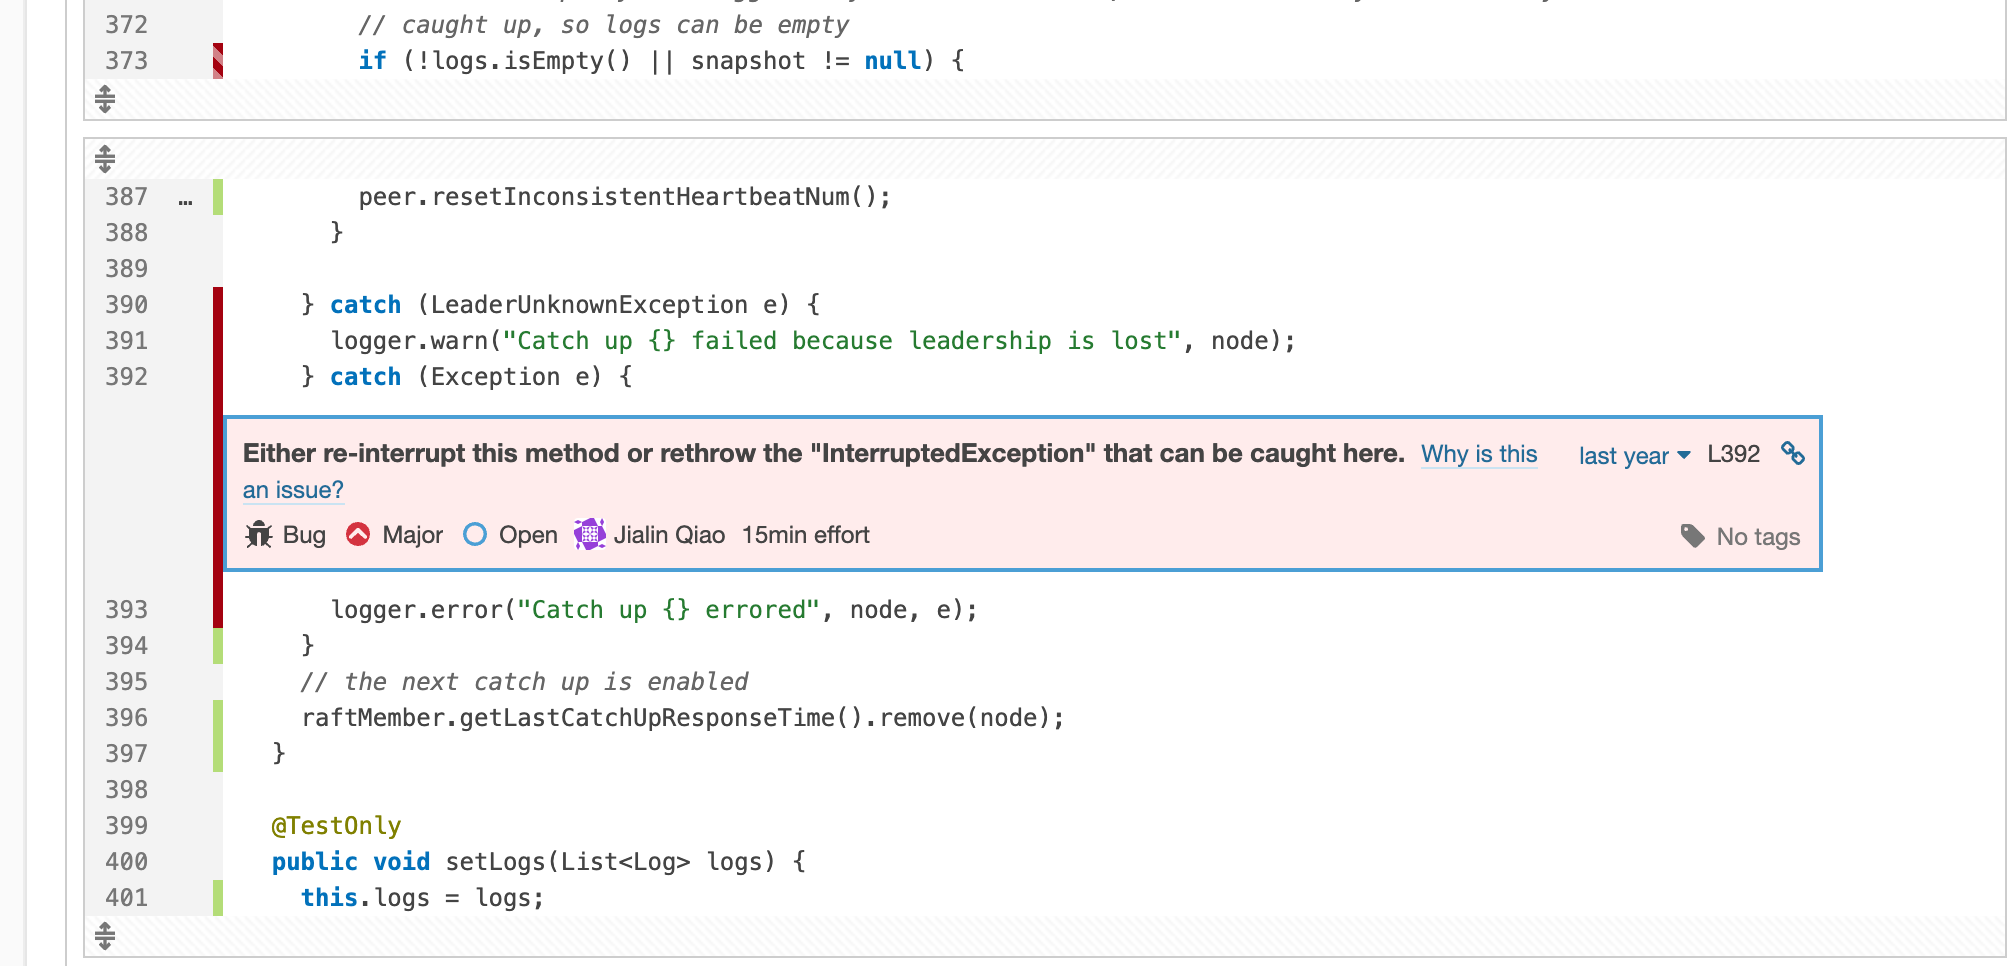 372 // caught up, so logs can be empty
373 if (!logs.isEmpty() || snapshot != null) {
387 ... peer.resetInconsistentHeartbeatNum();
388 }
389
390 } catch (LeaderUnknownException e) {
391 logger.warn("Catch up {} failed because leadership is lost", node);
392 } catch (Exception e) {
Either re-interrupt this method or rethrow the "InterruptedException" that can be caught here. Why is this last year L392
an issue?
Bug Major Open Jialin Qiao 15min effort No tags
393 logger.error("Catch up {} errored", node, e);
394 }
395 // the next catch up is enabled
396 raftMember.getLastCatchUpResponseTime().remove(node);
397 }
398
399 @TestOnly
400 public void setLogs(List<Log> logs) {
401 this.logs = logs;